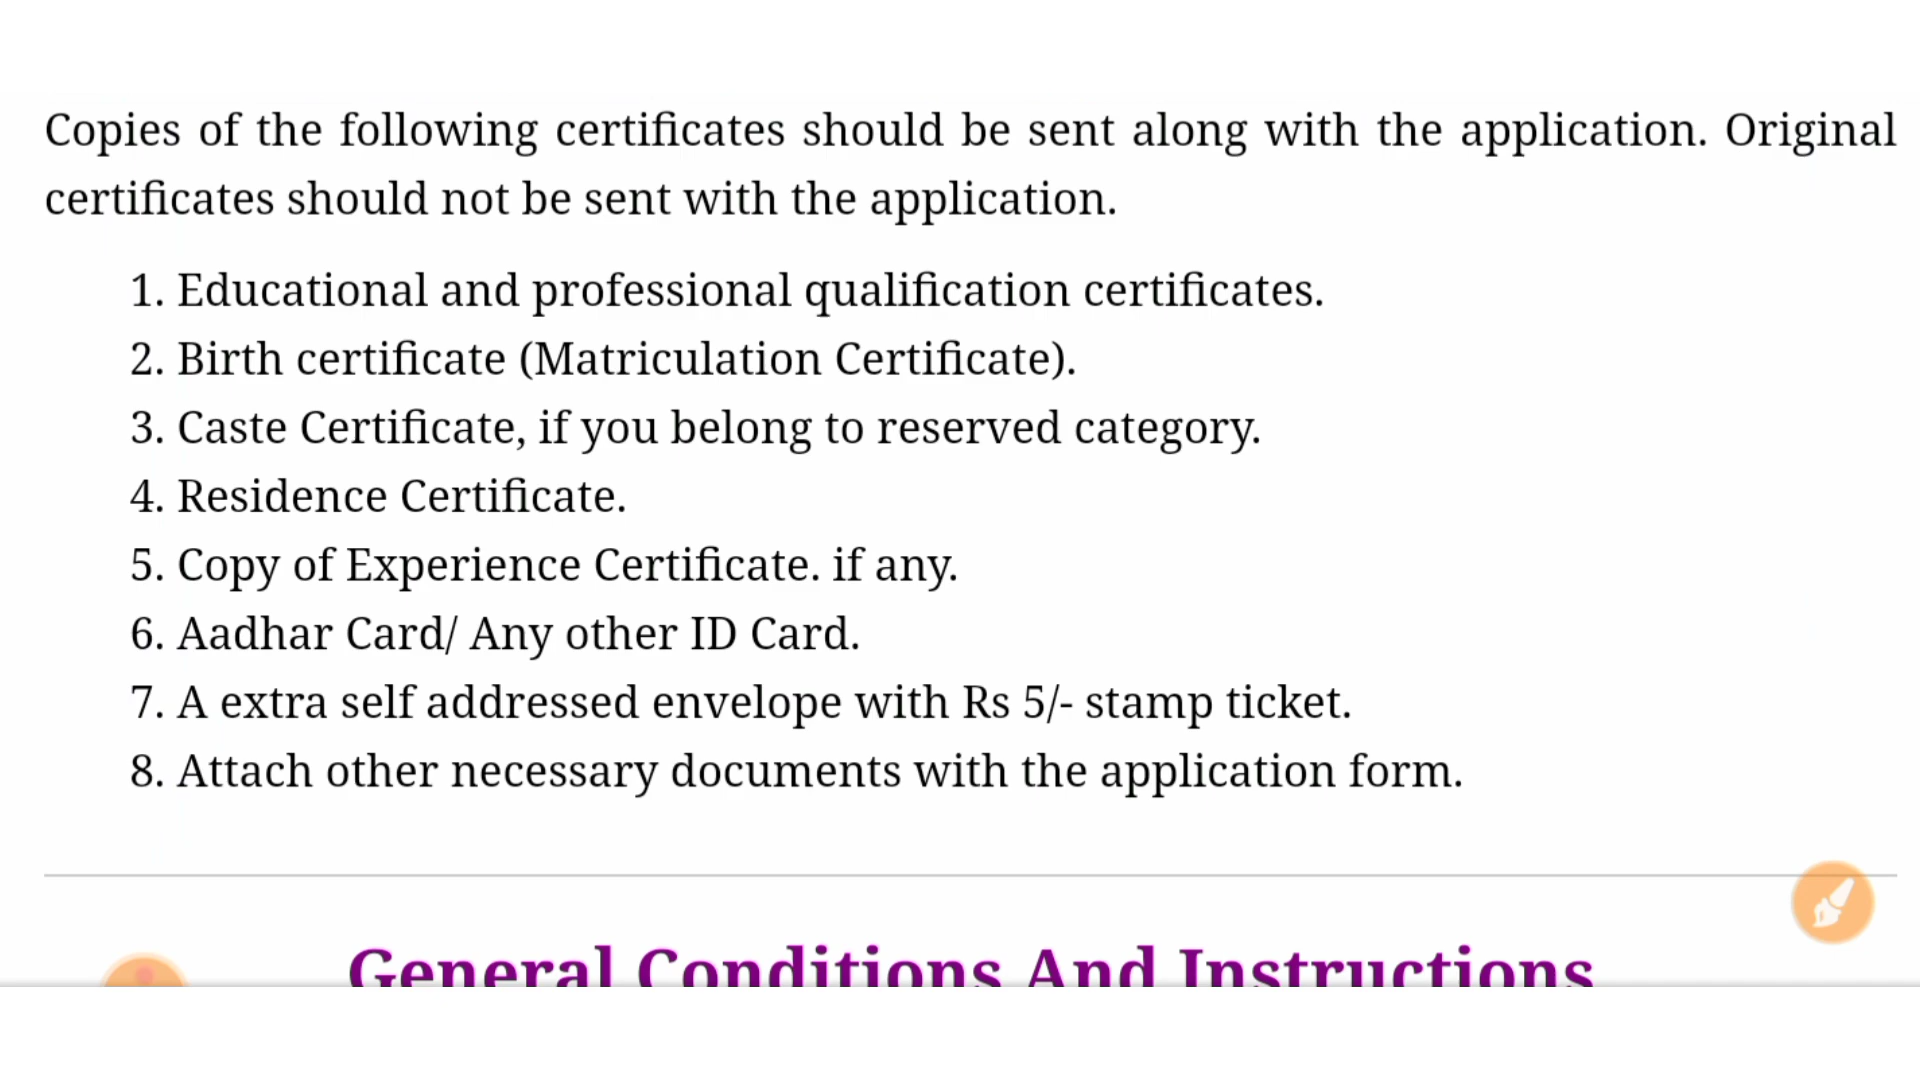 Copies of the following certificates should be sent along with the application. Original
certificates should not be sent with the application.
1. Educational and professional qualification certificates.
2. Birth certificate (Matriculation Certificate).
3. Caste Certificate, if you belong to reserved category.
4. Residence Certificate.
5. Copy of Experience Certificate. if any.
6. Aadhar Card/ Any other ID Card.
7. A extra self addressed envelope with Rs 5/- stamp ticket.
8. Attach other necessary documents with the application form.
General Conditions And Instructions